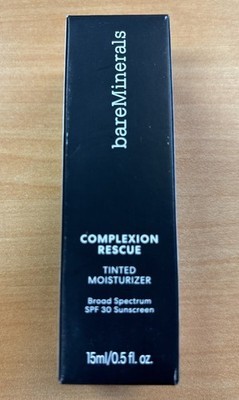 bareMinerals
COMPLEXION
RESCUE
TINTED
MOISTURIZER
Broad Spectrum
SPF 30 Sunscreen
15ml/0.5 fl. oz.